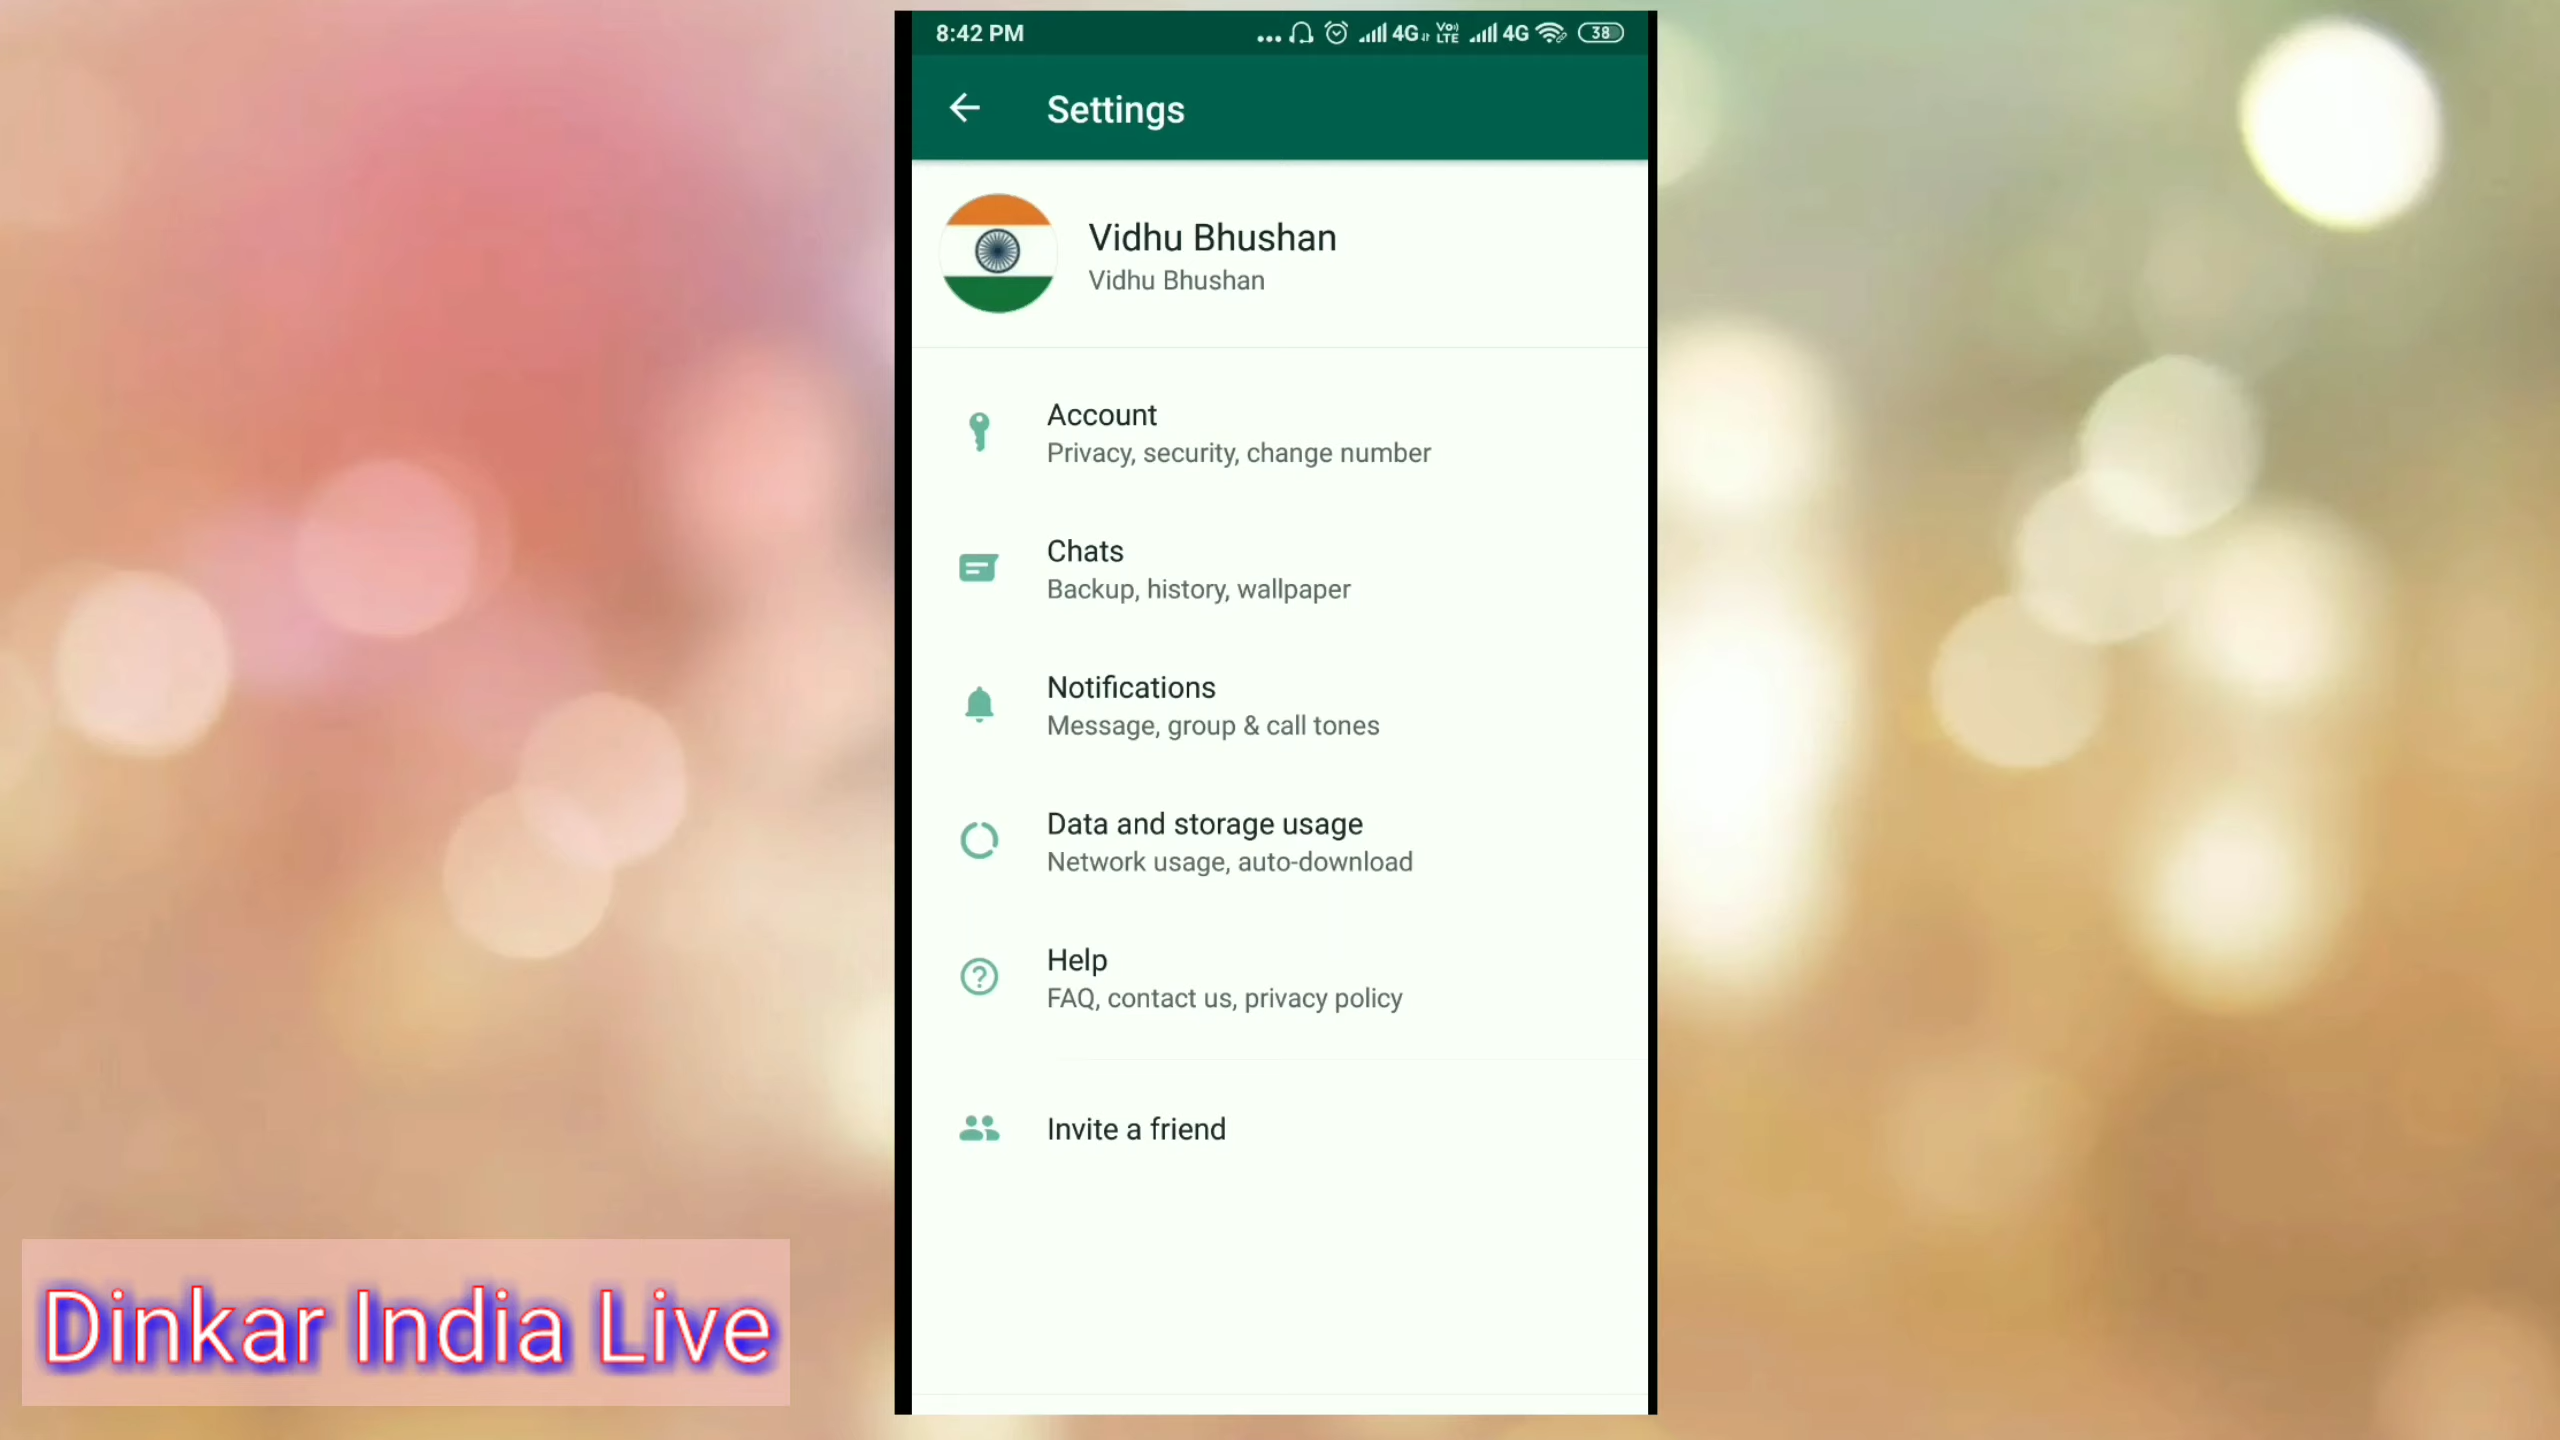 8:42 PM
4G Vo) LTE 4G 38
Settings
Vidhu Bhushan
Vidhu Bhushan
Account
Privacy, security, change number
Chats
Backup, history, wallpaper
Notifications
Message, group & call tones
Data and storage usage
Network usage, auto-download
Help
FAQ, contact us, privacy policy
Invite a friend
Dinkar India Live